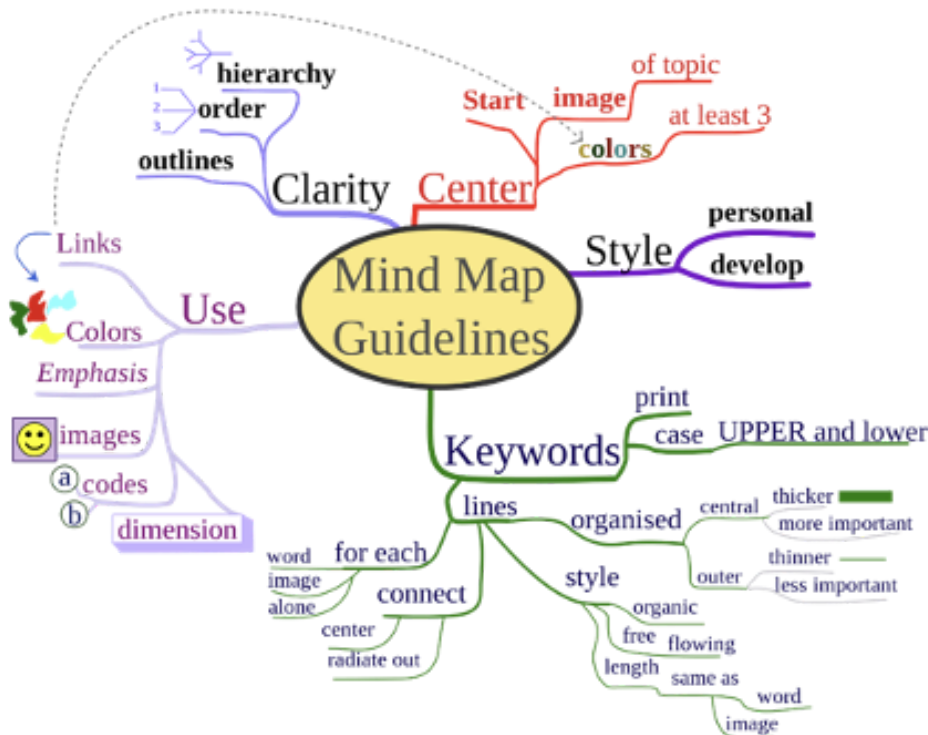 Mind Map
Guidelines
Center
Start
image
of topic
colors
at least 3
Style
personal
develop
Keywords
print
case
UPPER and lower
lines
organised
central
thicker
more important
outer
thinner
less important
style
organic
free
flowing
length
same as
word
image
connect
center
radiate out
for each
word
image
alone
Use
Links
Colors
Emphasis
images
codes
a
b
dimension
Clarity
hierarchy
order
1
2
3
outlines